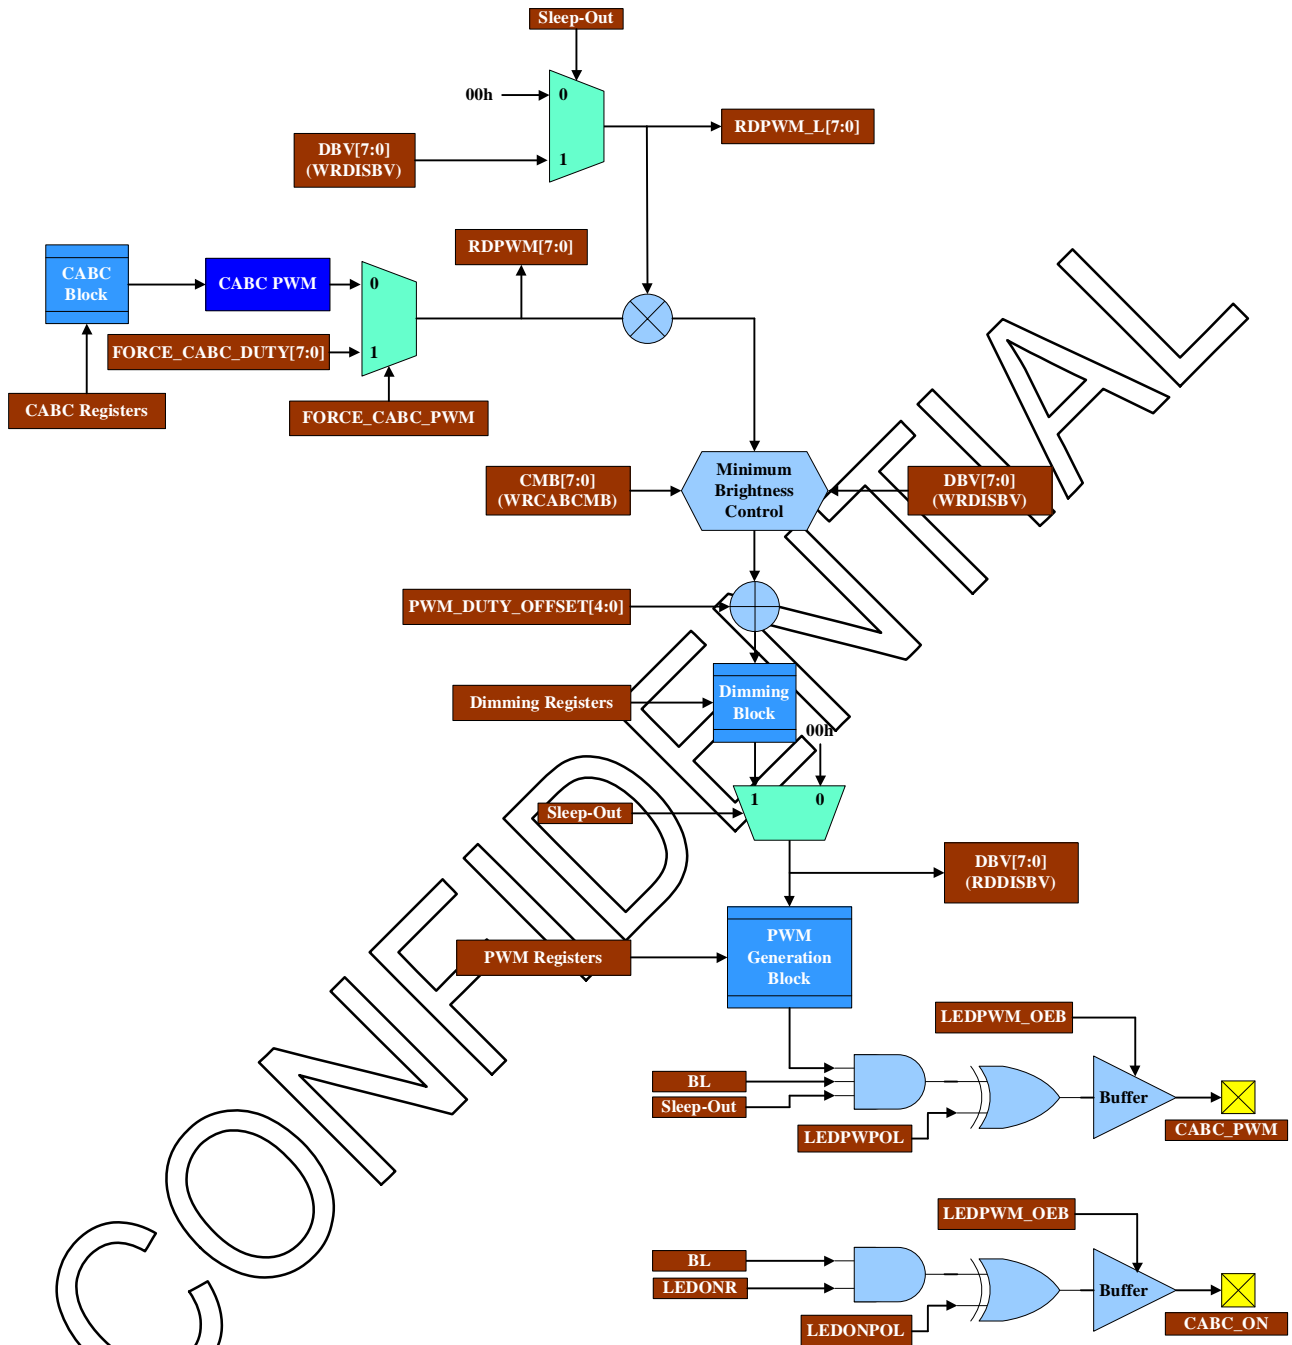 Sleep-Out
00h
0
DBV[7:0]
(WRDISBV)
1
RDPWM_L[7:0]
RDPWM[7:0]
CABC
Block
CABC PWM
0
FORCE_CABC_DUTY[7:0]
1
CABC Registers
FORCE_CABC_PWM
CMB[7:0]
(WRCABCMB)
Minimum
Brightness
Control
DBV[7:0]
(WRDISBV)
PWM_DUTY_OFFSET[4:0]
Dimming Registers
Dimming
Block
00h
1
0
Sleep-Out
DBV[7:0]
(RDDISBV)
PWM Registers
PWM
Generation
Block
LEDPWM_OEB
BL
Sleep-Out
LEDPWPOL
Buffer
CABC_PWM
LEDPWM_OEB
BL
LEDONR
LEDONPOL
Buffer
CABC_ON
CONFIDENTIAL